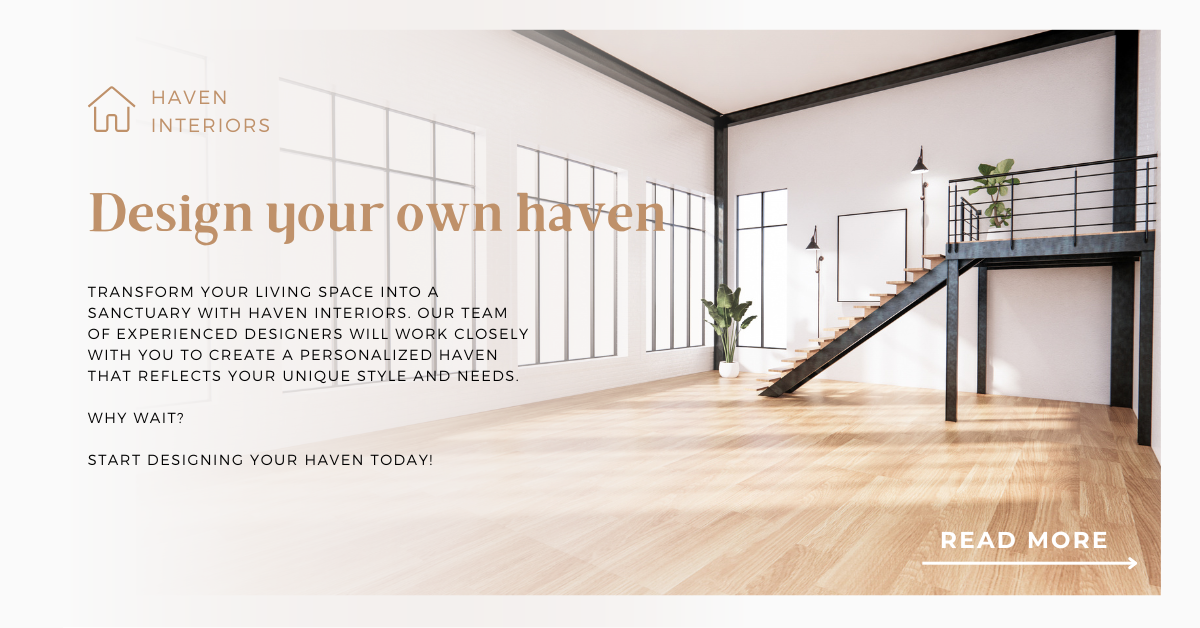 HAVEN
INTERIORS
Design your own haven
TRANSFORM YOUR LIVING SPACE INTO A
SANCTUARY WITH HAVEN INTERIORS. OUR TEAM
OF EXPERIENCED DESIGNERS WILL WORK CLOSELY
WITH YOU TO CREATE A PERSONALIZED HAVEN
THAT REFLECTS YOUR UNIQUE STYLE AND NEEDS.
WHY WAIT?
START DESIGNING YOUR HAVEN TODAY!
READ MORE